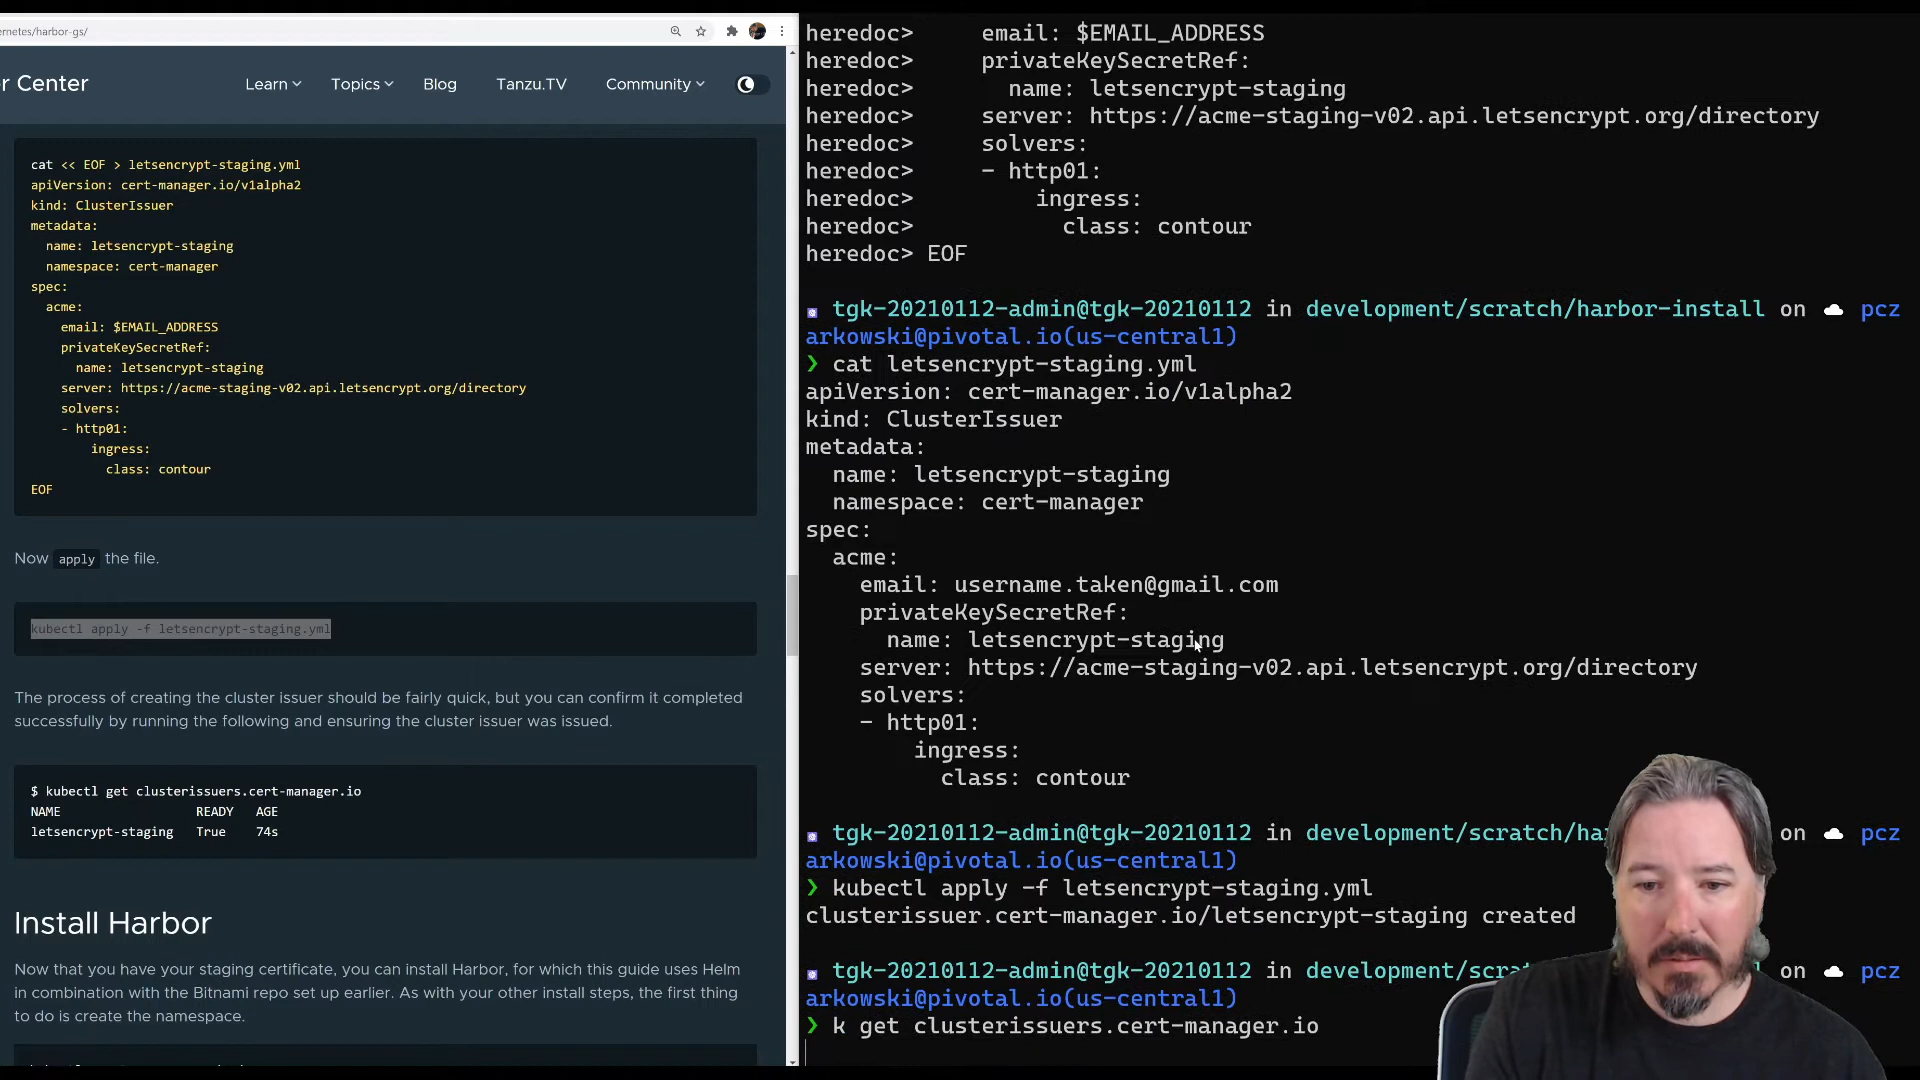 ernetes/harbor-gs/
r Center
Learn
Topics
Blog
Tanzu.TV
Community
cat << EOF > letsencrypt-staging.yml
apiVersion: cert-manager.io/v1alpha2
kind: ClusterIssuer
metadata:
  name: letsencrypt-staging
  namespace: cert-manager
spec:
  acme:
    email: $EMAIL_ADDRESS
    privateKeySecretRef:
      name: letsencrypt-staging
    server: https://acme-staging-v02.api.letsencrypt.org/directory
    solvers:
    - http01:
        ingress:
          class: contour
EOF
Now apply the file.
kubectl apply -f letsencrypt-staging.yml
The process of creating the cluster issuer should be fairly quick, but you can confirm it completed
successfully by running the following and ensuring the cluster issuer was issued.
$ kubectl get clusterissuers.cert-manager.io
NAME READY AGE
letsencrypt-staging True 74s
Install Harbor
Now that you have your staging certificate, you can install Harbor, for which this guide uses Helm
in combination with the Bitnami repo set up earlier. As with your other install steps, the first thing
to do is create the namespace.
heredoc>     email: $EMAIL_ADDRESS
heredoc>     privateKeySecretRef:
heredoc>       name: letsencrypt-staging
heredoc>     server: https://acme-staging-v02.api.letsencrypt.org/directory
heredoc>     solvers:
heredoc>     - http01:
heredoc>         ingress:
heredoc>           class: contour
heredoc> EOF
tgk-20210112-admin@tgk-20210112 in development/scratch/harbor-install on pcz
arkowski@pivotal.io(us-central1)
❯ cat letsencrypt-staging.yml
apiVersion: cert-manager.io/v1alpha2
kind: ClusterIssuer
metadata:
  name: letsencrypt-staging
  namespace: cert-manager
spec:
  acme:
    email: username.taken@gmail.com
    privateKeySecretRef:
      name: letsencrypt-staging
    server: https://acme-staging-v02.api.letsencrypt.org/directory
    solvers:
    - http01:
        ingress:
          class: contour
tgk-20210112-admin@tgk-20210112 in development/scratch/ha on pcz
arkowski@pivotal.io(us-central1)
❯ kubectl apply -f letsencrypt-staging.yml
clusterissuer.cert-manager.io/letsencrypt-staging created
tgk-20210112-admin@tgk-20210112 in development/sc on pcz
arkowski@pivotal.io(us-central1)
❯ k get clusterissuers.cert-manager.io